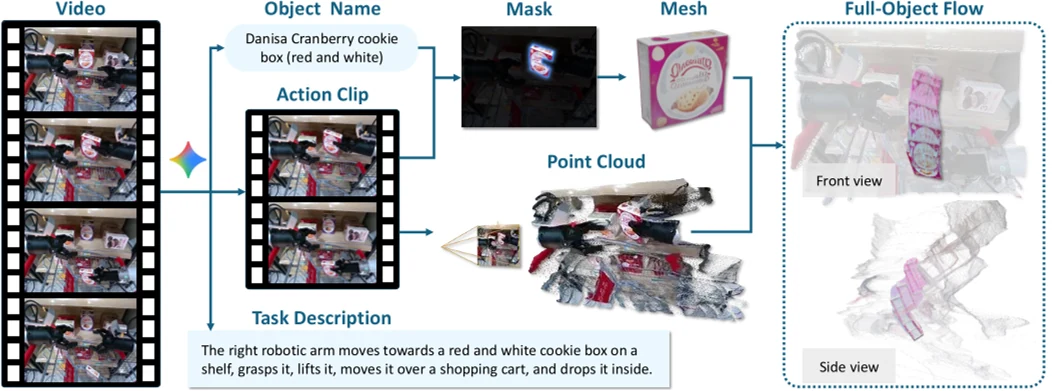 Video
Object Name
Danisa Cranberry cookie
box (red and white)
Action Clip
Mask
Mesh
Point Cloud
Full-Object Flow
Front view
Side view
Task Description
The right robotic arm moves towards a red and white cookie box on a
shelf, grasps it, lifts it, moves it over a shopping cart, and drops it inside.